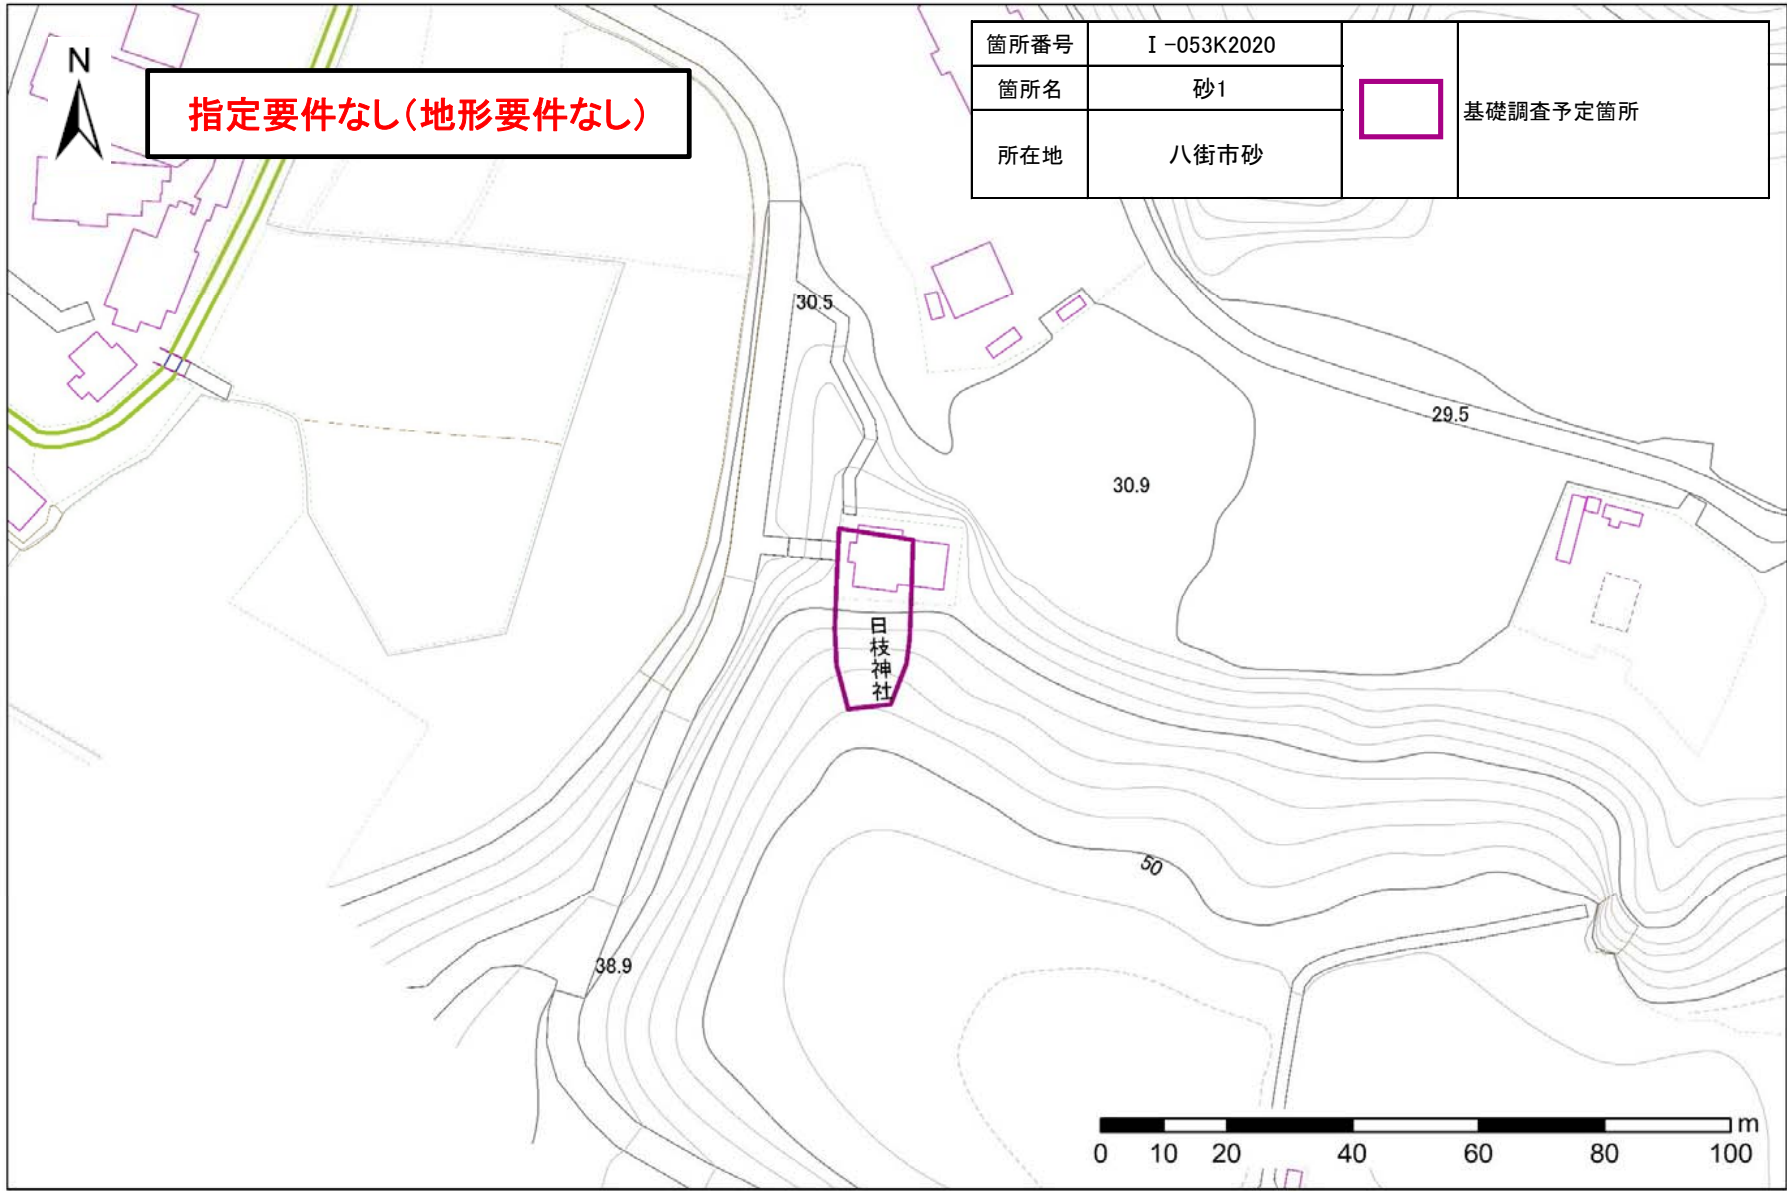 N
指定要件なし（地形要件なし）
箇所番号
Ⅰ-053K2020
箇所名
砂1
所在地
八街市砂
基礎調査予定箇所
30.5
29.5
30.9
日枝神社
50
38.9
m
0 10 20 40 60 80 100